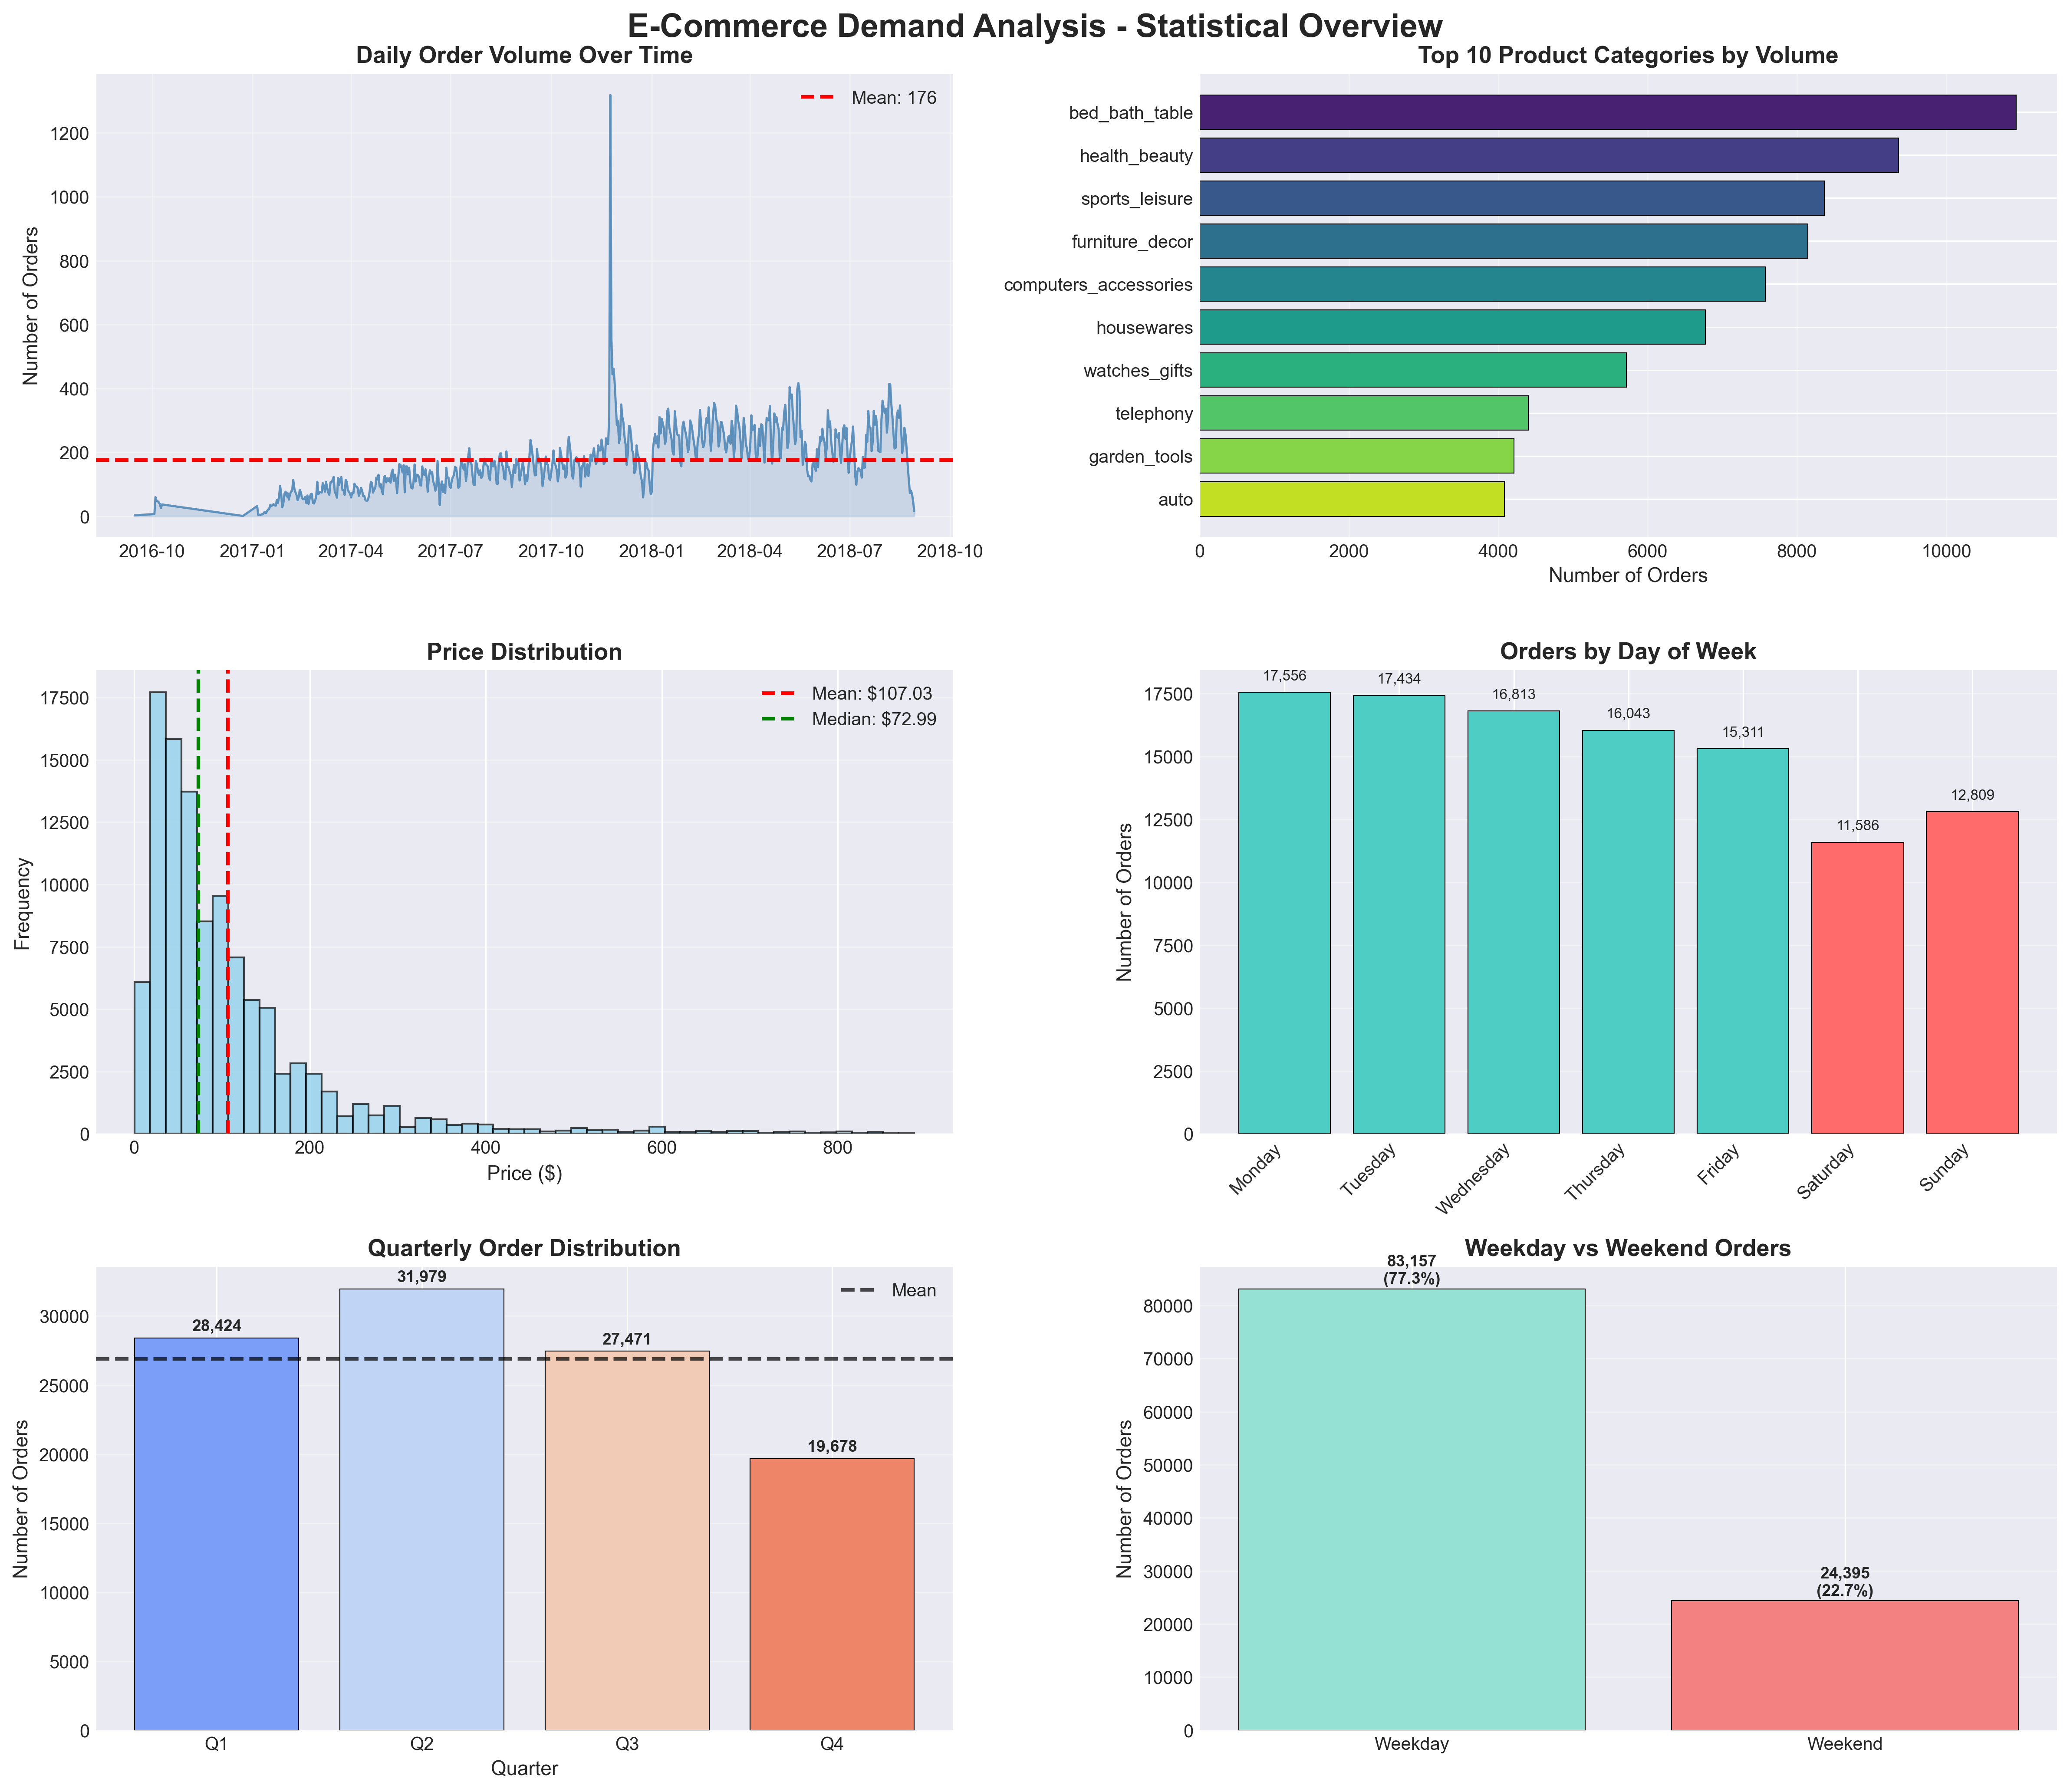 E-Commerce Demand Analysis - Statistical Overview
Daily Order Volume Over Time
Mean: 176
Number of Orders
1200
1000
800
600
400
200
0
2016-10 2017-01 2017-04 2017-07 2017-10 2018-01 2018-04 2018-07 2018-10
Top 10 Product Categories by Volume
bed_bath_table
health_beauty
sports_leisure
furniture_decor
computers_accessories
housewares
watches_gifts
telephony
garden_tools
auto
0 2000 4000 6000 8000 10000
Number of Orders
Price Distribution
Mean: $107.03
Median: $72.99
Frequency
17500
15000
12500
10000
7500
5000
2500
0
0 200 400 600 800
Price ($)
Orders by Day of Week
Number of Orders
17500
15000
12500
10000
7500
5000
2500
0
17,556
17,434
16,813
16,043
15,311
11,586
12,809
Monday
Tuesday
Wednesday
Thursday
Friday
Saturday
Sunday
Quarterly Order Distribution
Mean
Number of Orders
30000
25000
20000
15000
10000
5000
0
28,424
31,979
27,471
19,678
Q1 Q2 Q3 Q4
Quarter
Weekday vs Weekend Orders
Number of Orders
80000
70000
60000
50000
40000
30000
20000
10000
0
83,157
(77.3%)
24,395
(22.7%)
Weekday Weekend